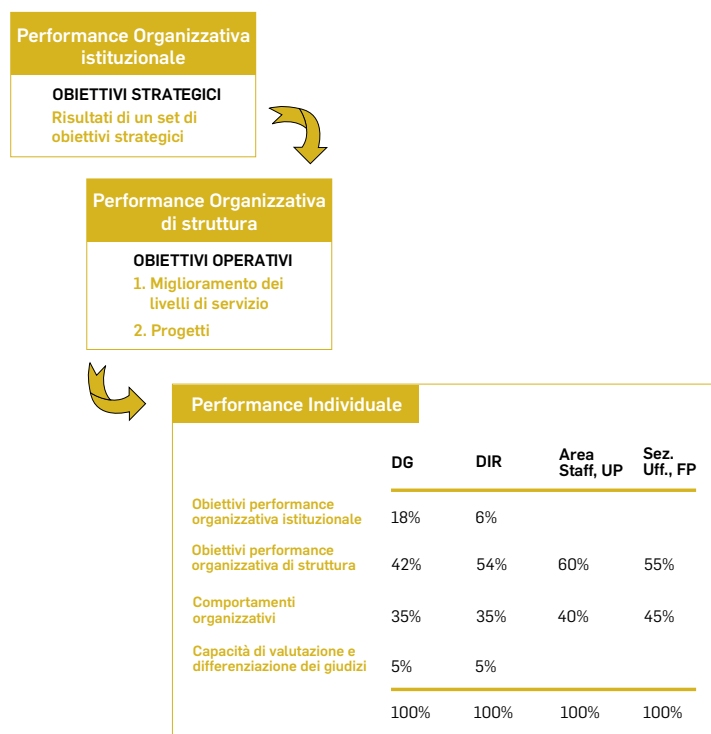 Performance Organizzativa
istituzionale
OBIETTIVI STRATEGICI
Risultati di un set di
obiettivi strategici
Performance Organizzativa
di struttura
OBIETTIVI OPERATIVI
1. Miglioramento dei
livelli di servizio
2. Progetti
Performance Individuale
DG DIR Area Sez.
Staff, UP Uff., FP
Obiettivi performance
organizzativa istituzionale 18% 6%
Obiettivi performance
organizzativa di struttura 42% 54% 60% 55%
Comportamenti
organizzativi 35% 35% 40% 45%
Capacità di valutazione e
differenziazione dei giudizi 5% 5%
100% 100% 100% 100%